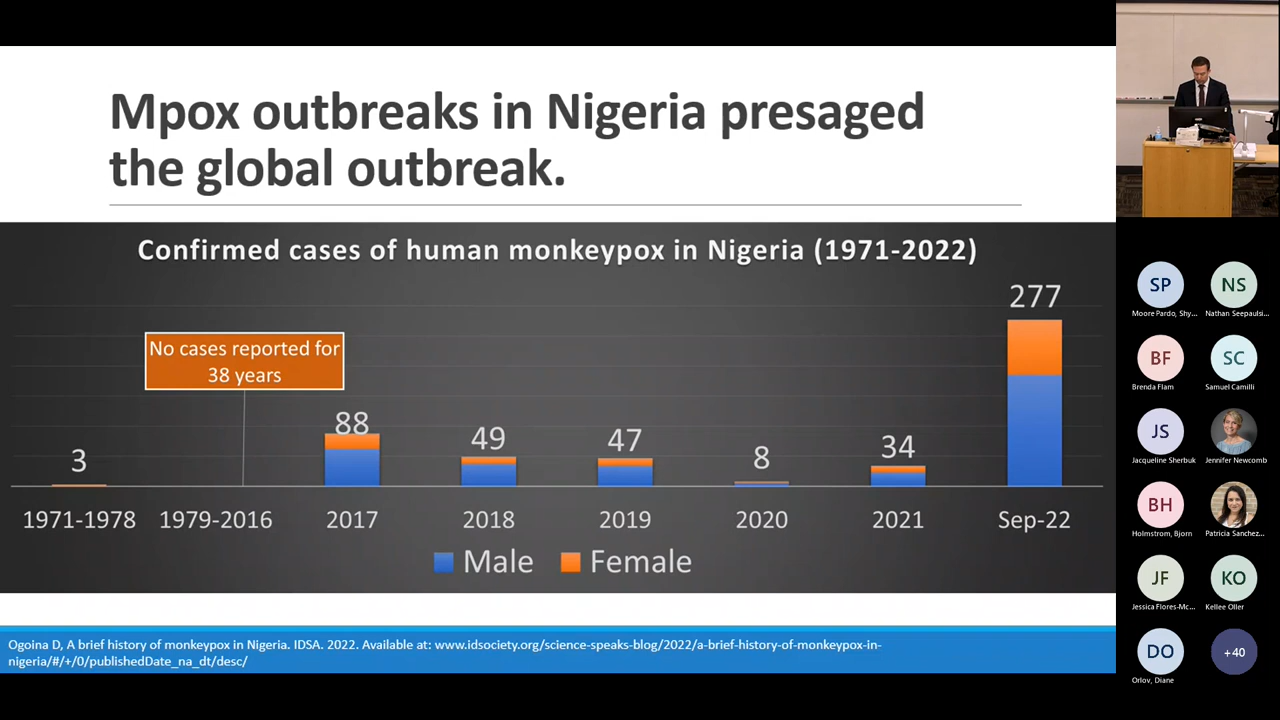 Mpox outbreaks in Nigeria presaged
the global outbreak.
Confirmed cases of human monkeypox in Nigeria (1971-2022)
No cases reported for
38 years
3
88
49
47
8
34
277
1971-1978
1979-2016
2017
2018
2019
2020
2021
Sep-22
Male
Female
Ogoina D, A brief history of monkeypox in Nigeria. IDSA. 2022. Available at: www.idsociety.org/science-speaks-blog/2022/a-brief-history-of-monkeypox-in-
nigeria/#/+/0/publishedDate_na_dt/desc/
SP
Moore Pardo, Shy...
NS
Nathan Seepaulsi...
BF
Brenda Flam
SC
Samuel Camilli
JS
Jacqueline Sherbuk
Jennifer Newcomb
BH
Holmstrom, Bjorn
Patricia Sanchez...
JF
Jessica Flores-Mc...
KO
Kellee Oller
DO
Orlov, Diane
+40